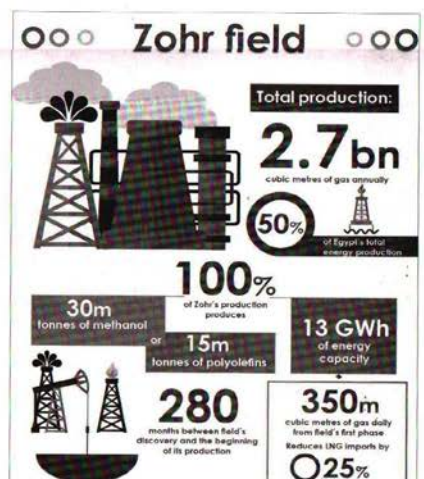 Zohr field
Total production:
2.7bn
cubic metres of gas annually
50%
of Egypt's total
energy production
100%
of Zohr's production
produces
30m
tonnes of methanol
or
15m
tonnes of polyolefins
13 GWh
of energy
capacity
280
months between field's
discovery and the beginning
of its production
350m
cubic metres of gas daily
from field's first phase
Reduces LNG imports by
25%